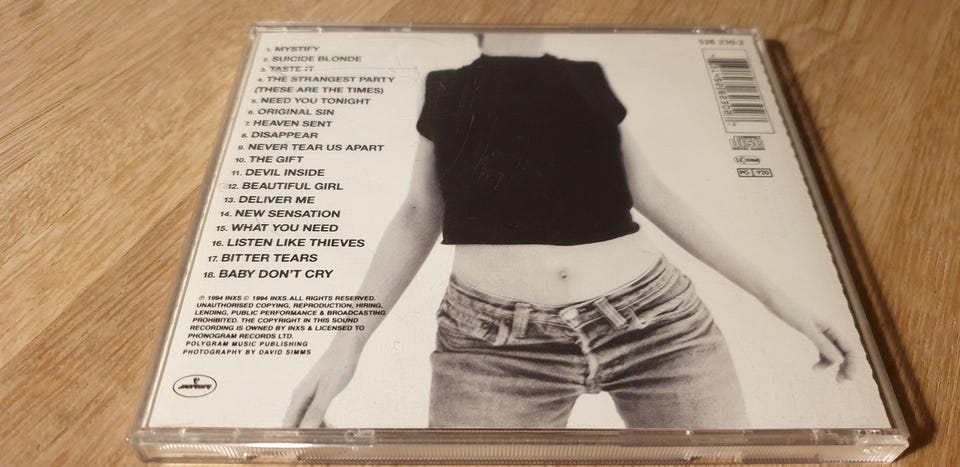 1. MYSTIFY
2. SUICIDE BLONDE
3. TASTE IT
4. THE STRANGEST PARTY
(THESE ARE THE TIMES)
5. NEED YOU TONIGHT
6. ORIGINAL SIN
7. HEAVEN SENT
8. DISAPPEAR
9. NEVER TEAR US APART
10. THE GIFT
11. DEVIL INSIDE
12. BEAUTIFUL GIRL
13. DELIVER ME
14. NEW SENSATION
15. WHAT YOU NEED
16. LISTEN LIKE THIEVES
17. BITTER TEARS
18. BABY DON'T CRY
℗ 1994 INXS © 1994 INXS. ALL RIGHTS RESERVED.
UNAUTHORISED COPYING, REPRODUCTION, HIRING,
LENDING, PUBLIC PERFORMANCE & BROADCASTING
PROHIBITED. THE COPYRIGHT IN THIS SOUND
RECORDING IS OWNED BY INXS & LICENSED TO
PHONOGRAM RECORDS LTD.
POLYGRAM MUSIC PUBLISHING
PHOTOGRAPHY BY DAVID SIMMS
526 230-2